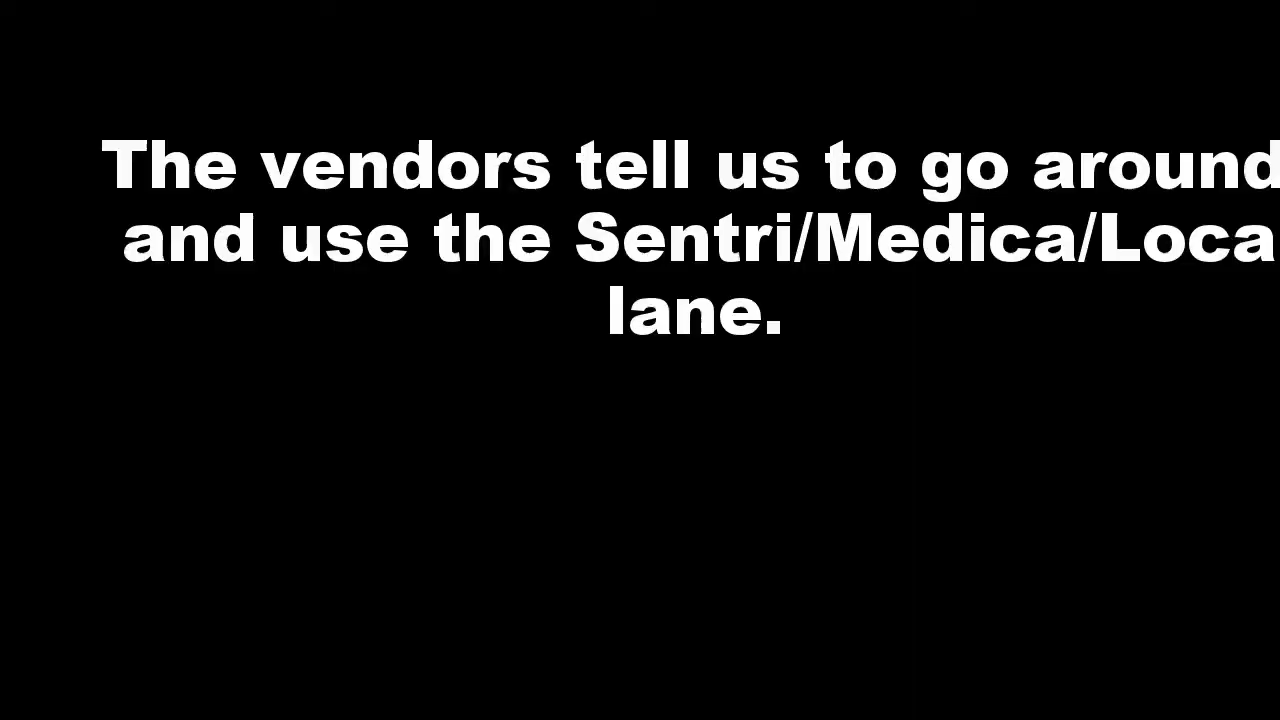 The vendors tell us to go around
and use the Sentri/Medica/Loca
lane.